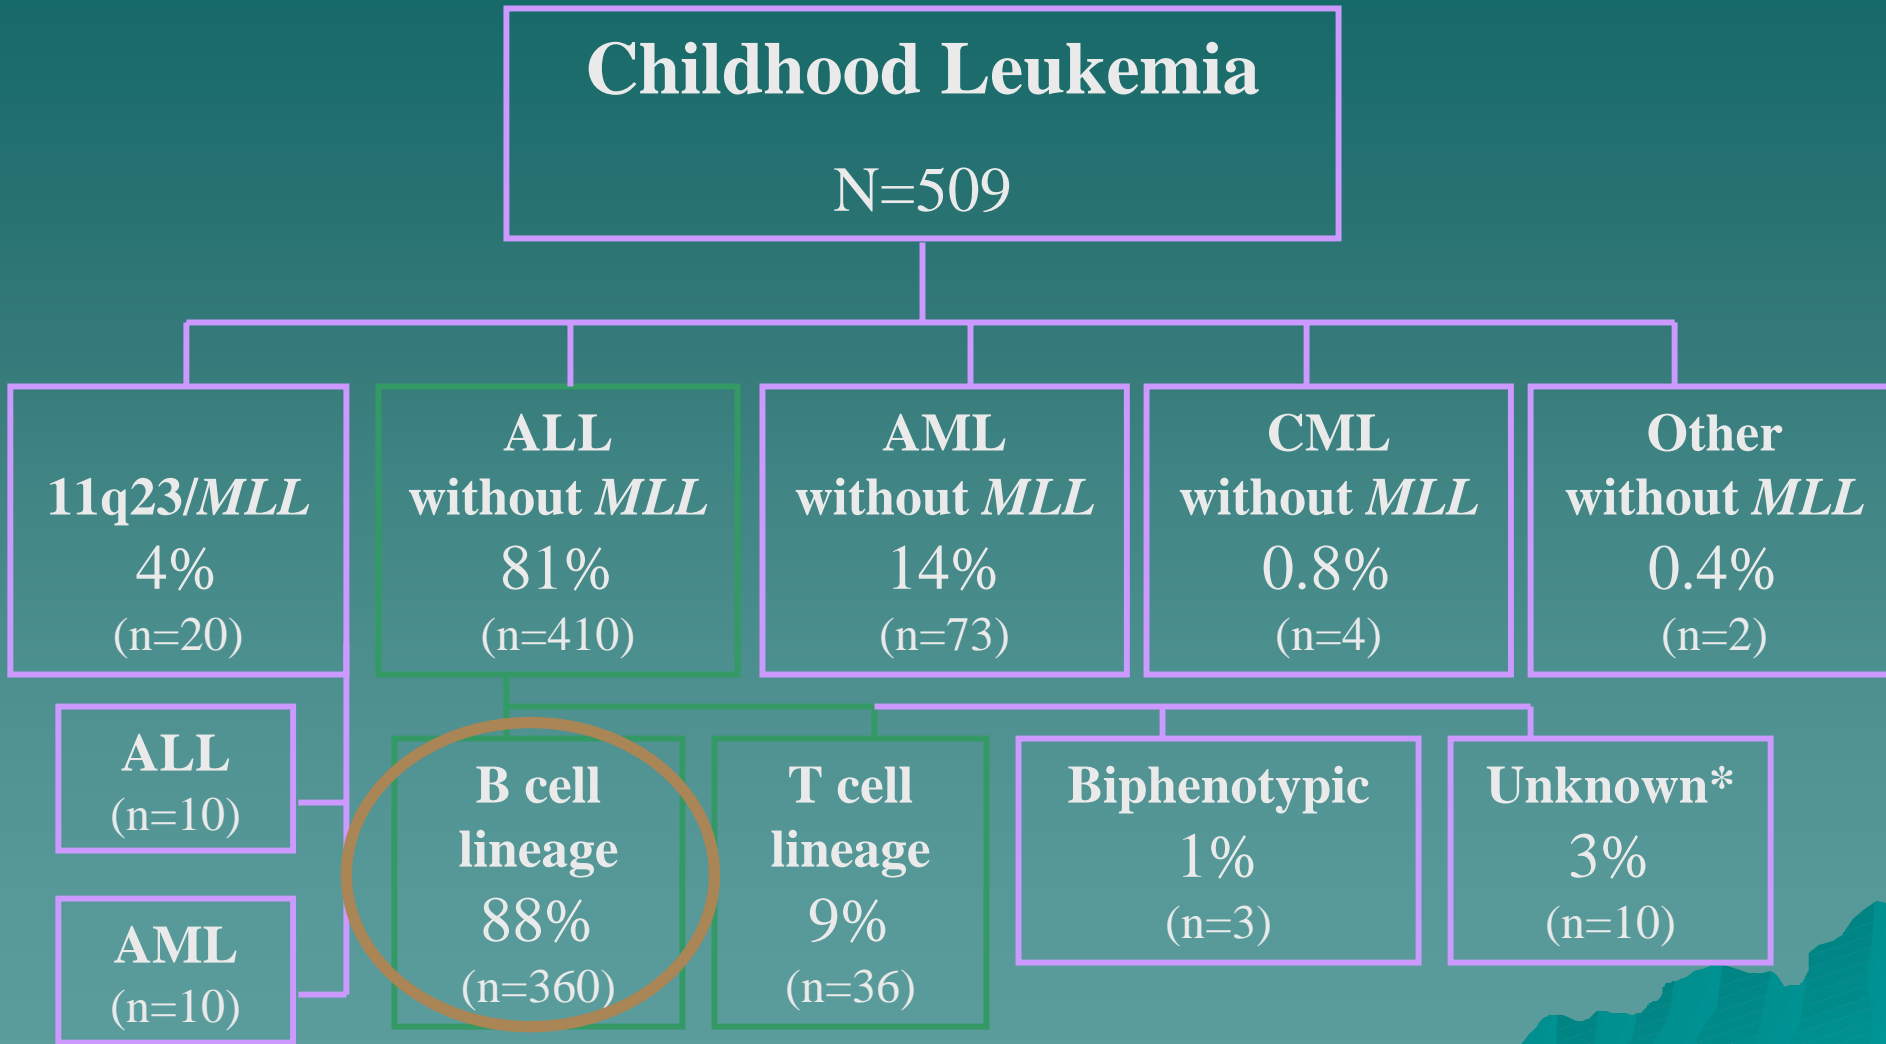 Childhood Leukemia
N=509
11q23/MLL
4%
(n=20)
ALL
without MLL
81%
(n=410)
AML
without MLL
14%
(n=73)
CML
without MLL
0.8%
(n=4)
Other
without MLL
0.4%
(n=2)
ALL
(n=10)
AML
(n=10)
B cell
lineage
88%
(n=360)
T cell
lineage
9%
(n=36)
Biphenotypic
1%
(n=3)
Unknown*
3%
(n=10)